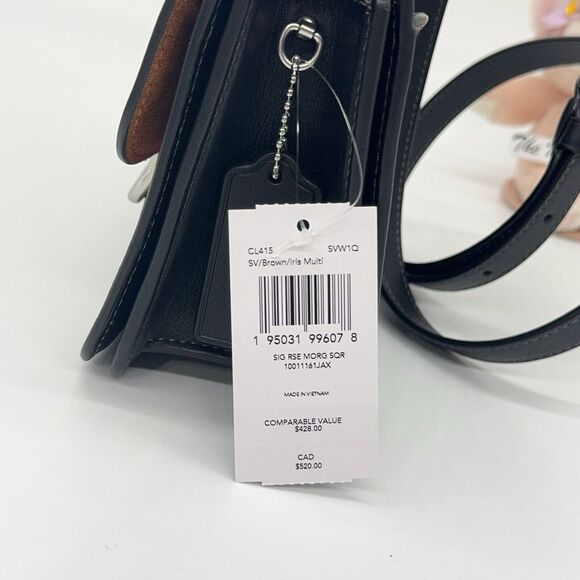 CL415 SVW1Q
SV/Brown/Iris Multi
1 95031 99607 8
SIG RSE MORG SQR
10011161JAX
MADE IN VIETNAM
COMPARABLE VALUE
$428.00
CAD
$520.00
The